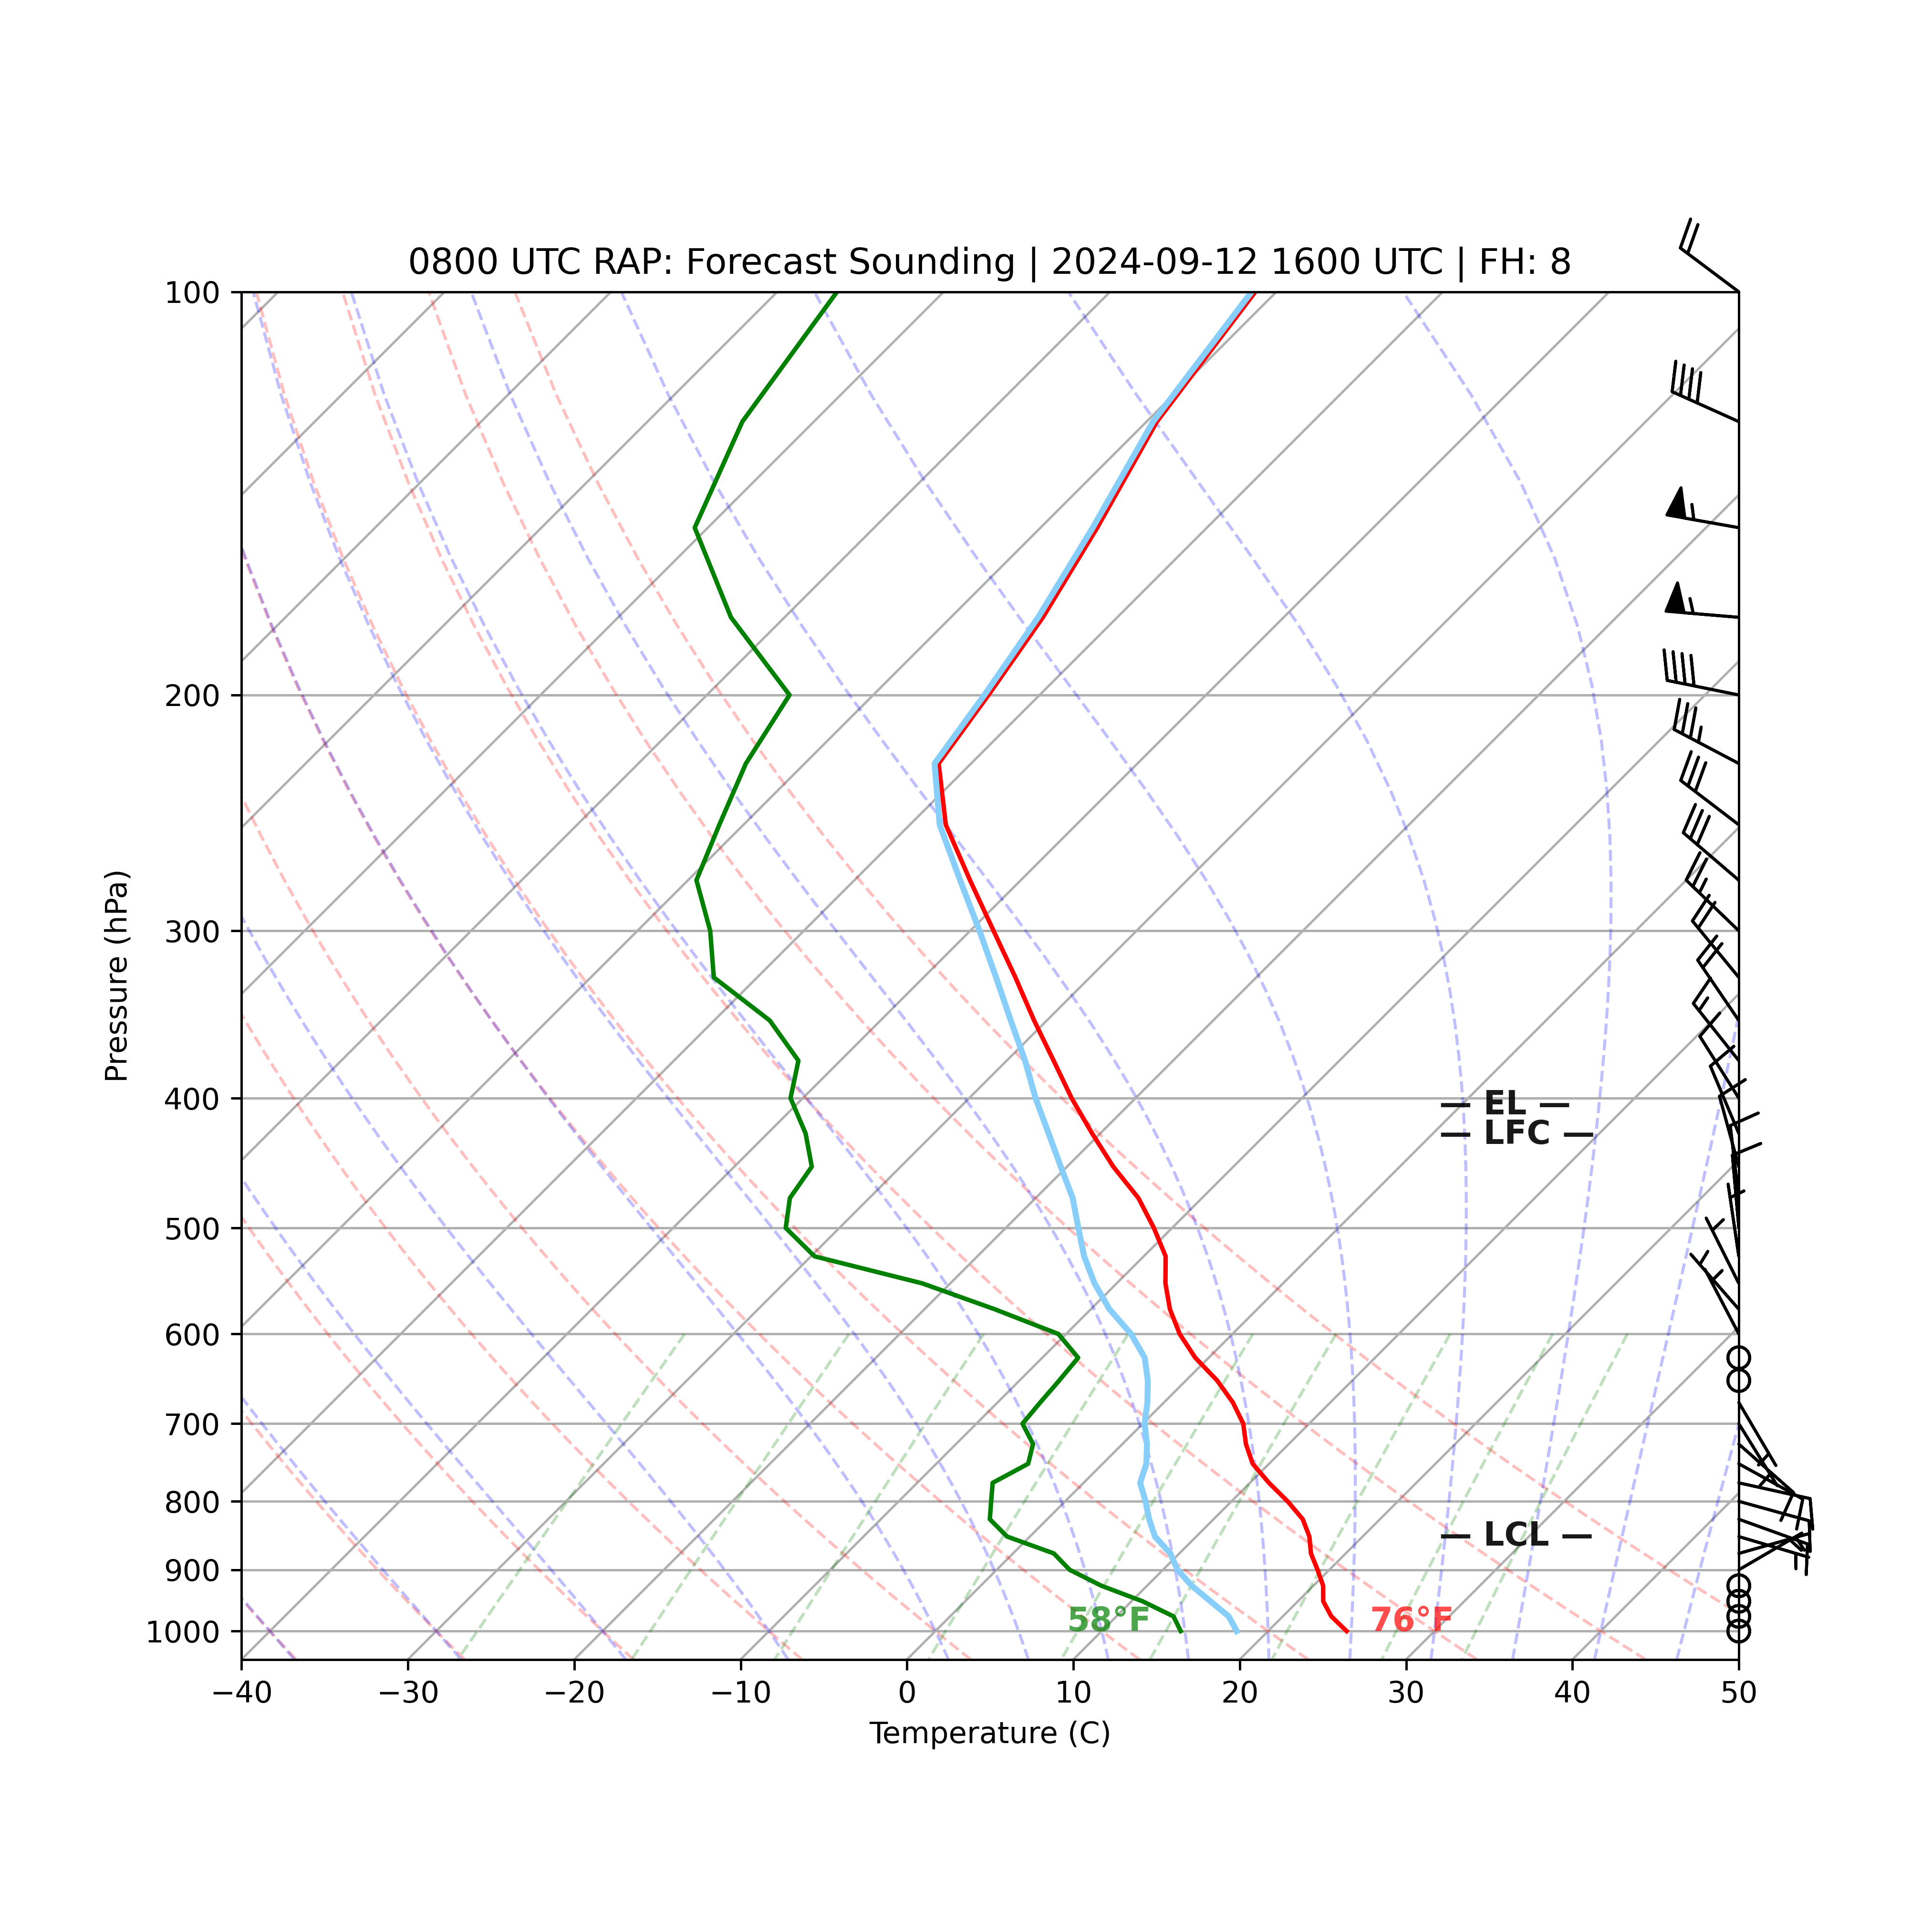 0800 UTC RAP: Forecast Sounding | 2024-09-12 1600 UTC | FH: 8
100
200
300
400
500
600
700
800
900
1000
Pressure (hPa)
— EL —
— LFC —
— LCL —
58°F
76°F
−40 −30 −20 −10 0 10 20 30 40 50
Temperature (C)